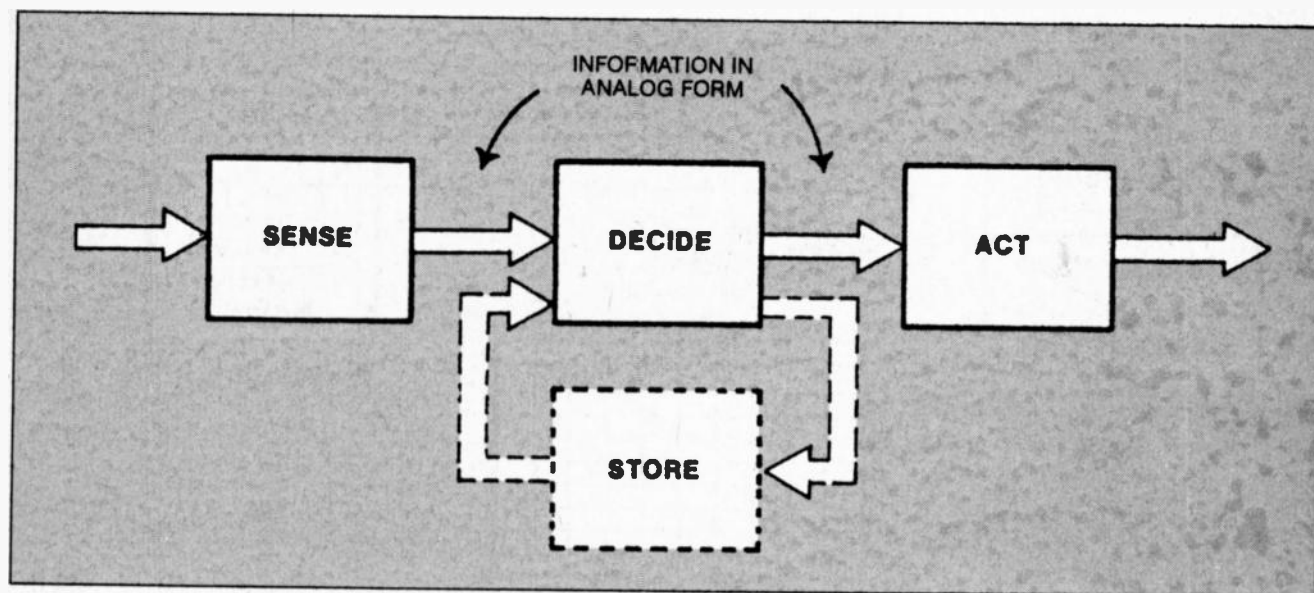 INFORMATION IN
ANALOG FORM
SENSE
DECIDE
ACT
STORE